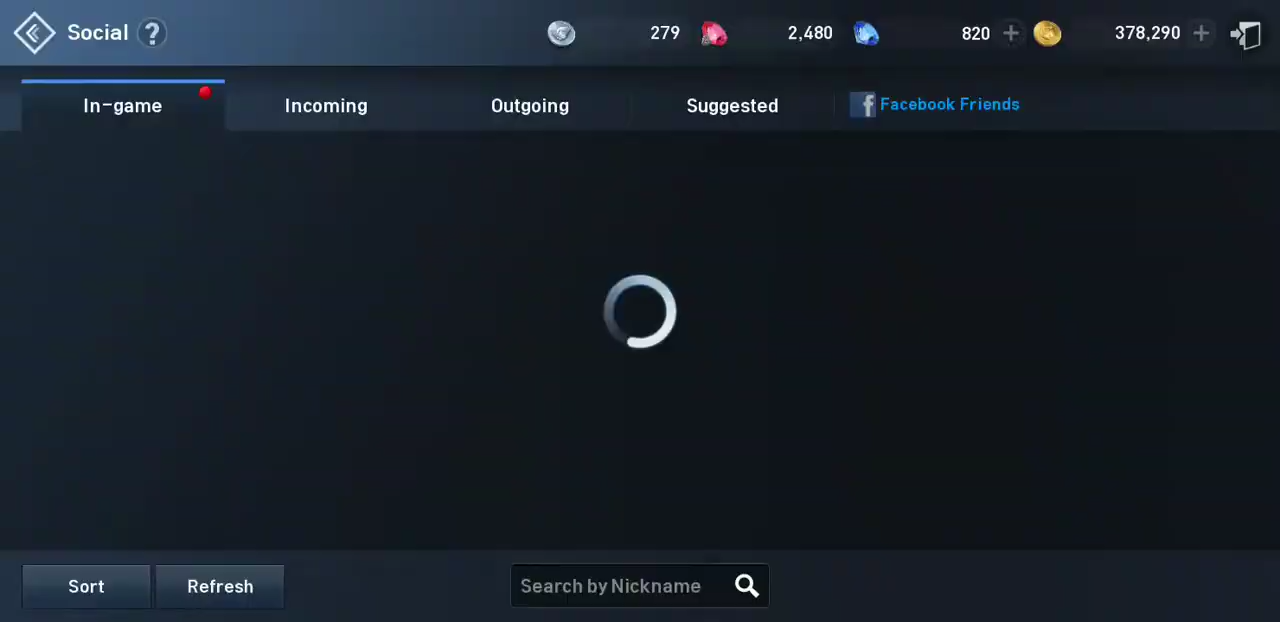 Social ?
279
2,480
820
378,290
In-game
Incoming
Outgoing
Suggested
f Facebook Friends
Sort
Refresh
Search by Nickname